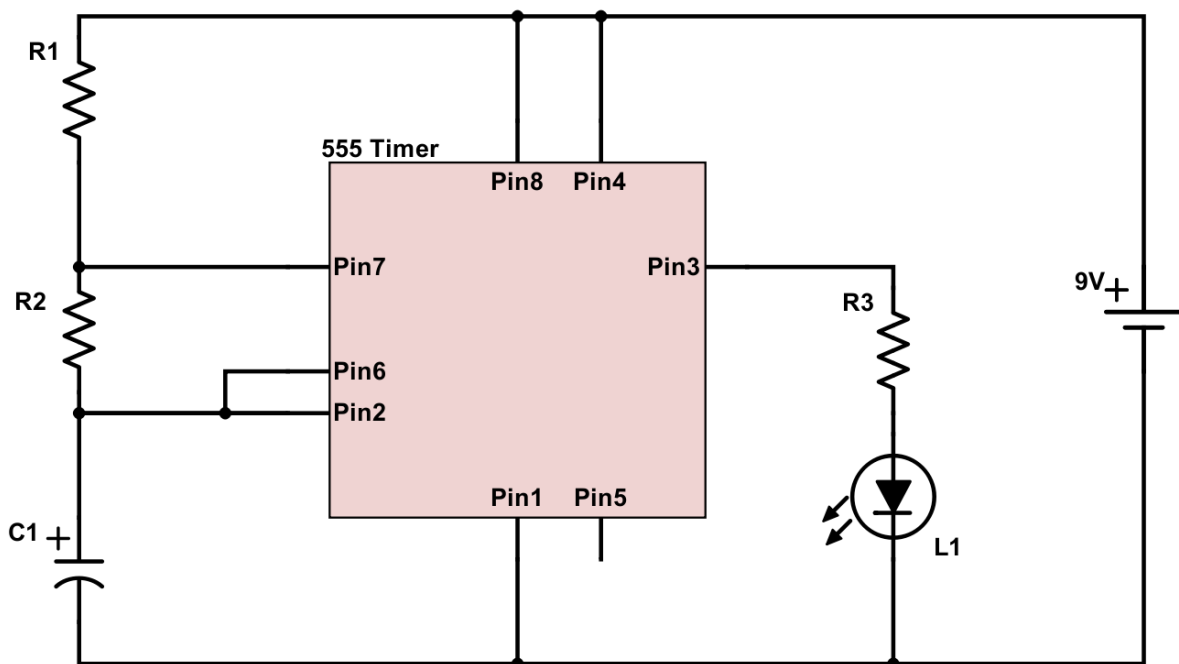 R1
555 Timer
Pin8 Pin4
Pin7
Pin3
R2
R3
9V+
Pin6
Pin2
Pin1 Pin5
C1+
L1